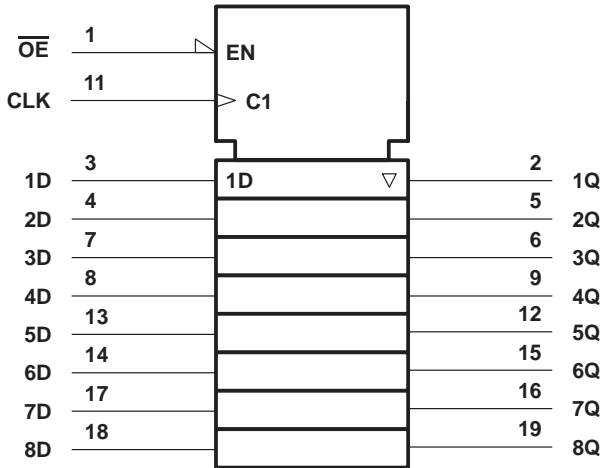 OE 1 EN
CLK 11 C1
1D 3 1D 2 1Q
2D 4 5 2Q
3D 7 6 3Q
4D 8 9 4Q
5D 13 12 5Q
6D 14 15 6Q
7D 17 16 7Q
8D 18 19 8Q